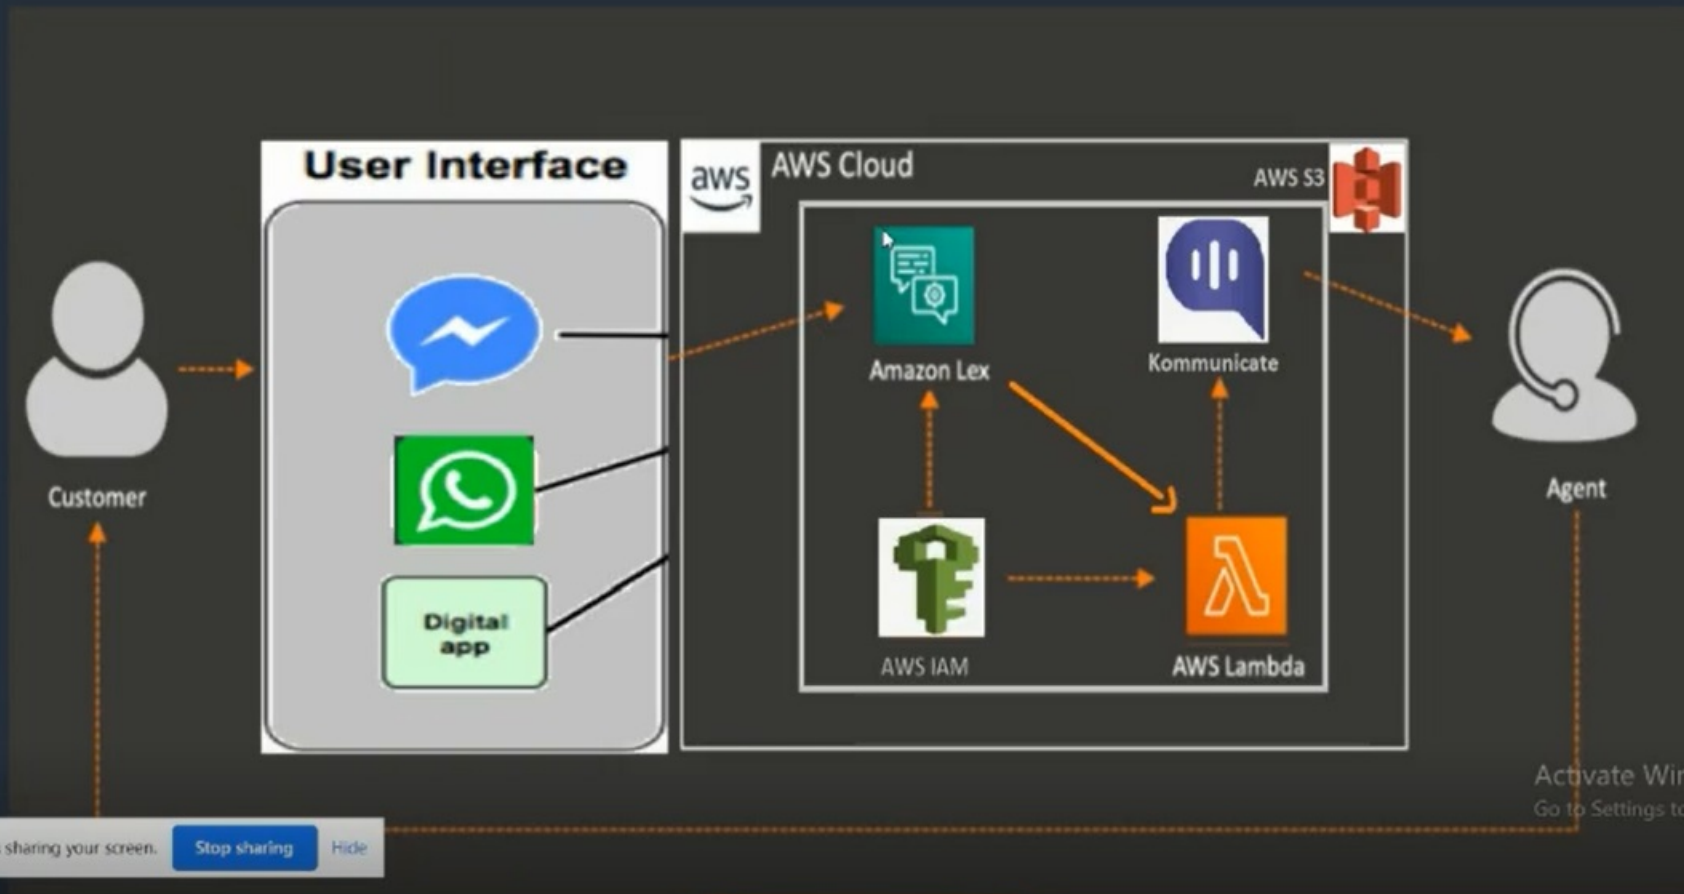 User Interface
aws
AWS Cloud
AWS S3
Amazon Lex
Kommunicate
Customer
Agent
Digital
app
AWS IAM
AWS Lambda
Activate Win
Go to Settings to
sharing your screen.
Stop sharing
Hide